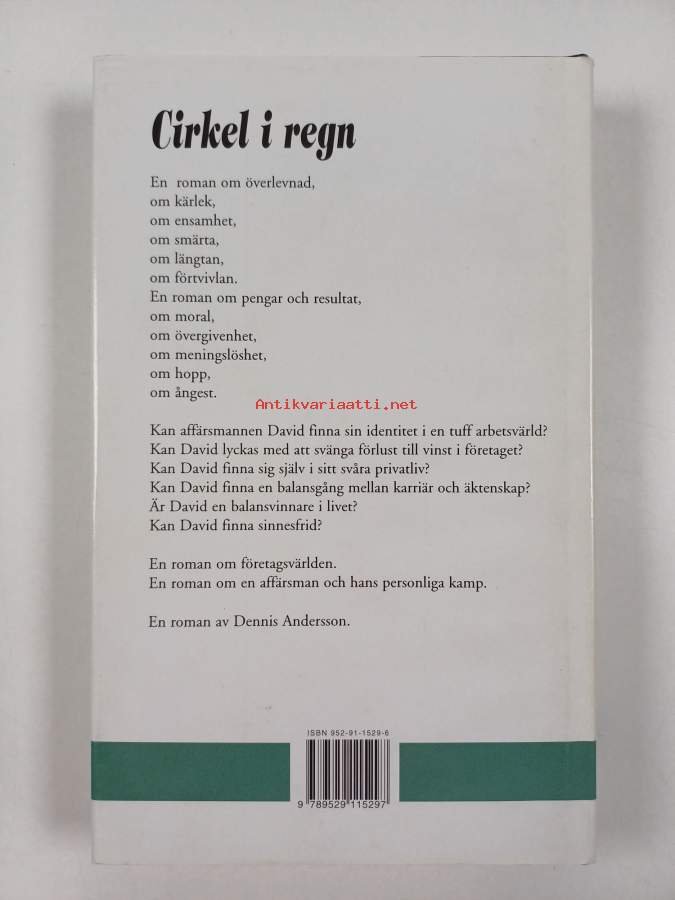 Cirkel i regn
En roman om överlevnad,
om kärlek,
om ensamhet,
om smärta,
om längtan,
om förtvivlan.
En roman om pengar och resultat,
om moral,
om övergivenhet,
om meningslöshet,
om hopp,
om ångest.
Antikvariaatti.net
Kan affärsmannen David finna sin identitet i en tuff arbetsvärld?
Kan David lyckas med att svänga förlust till vinst i företaget?
Kan David finna sig själv i sitt svåra privatliv?
Kan David finna en balansgång mellan karriär och äktenskap?
Är David en balansvinnare i livet?
Kan David finna sinnesfrid?
En roman om företagsvärlden.
En roman om en affärsman och hans personliga kamp.
En roman av Dennis Andersson.
ISBN 952-91-1529-6
9 789529 115297